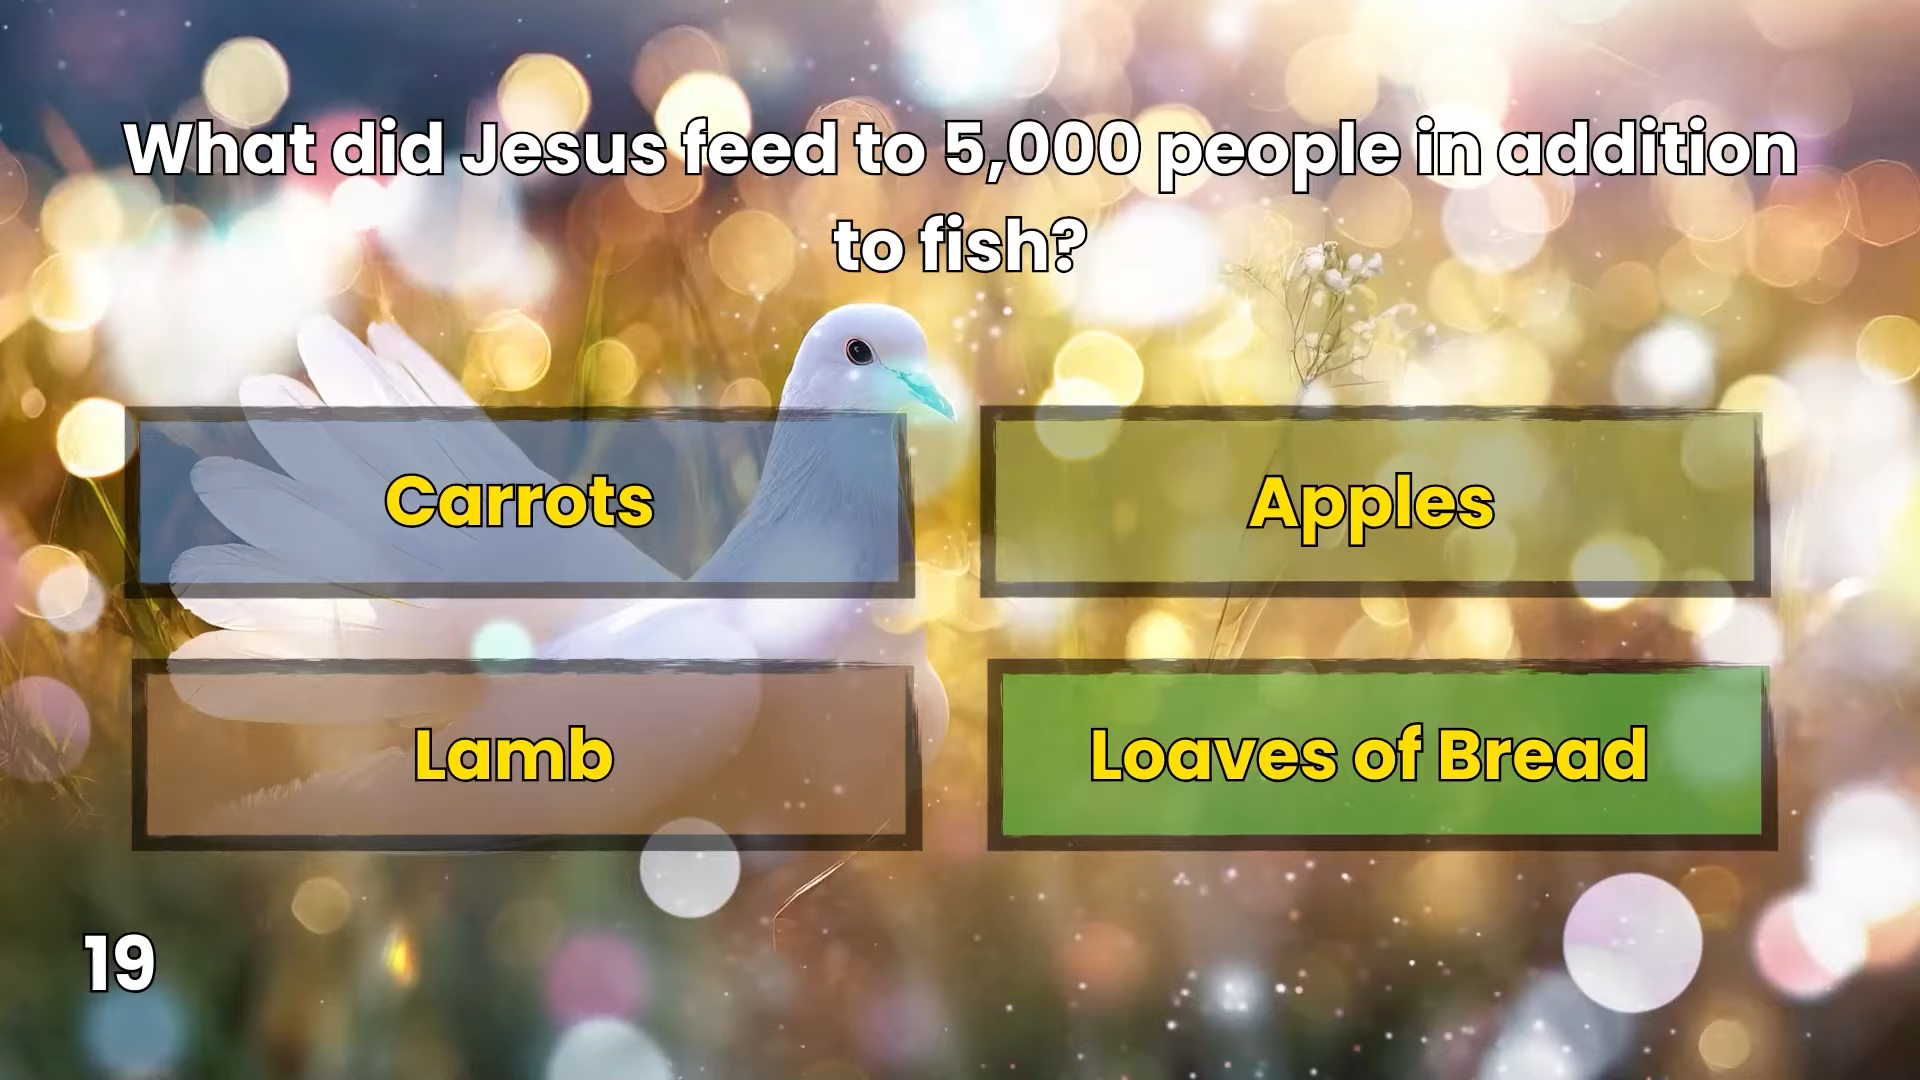 What did Jesus feed to 5,000 people in addition
to fish?
Carrots
Apples
Lamb
Loaves of Bread
19